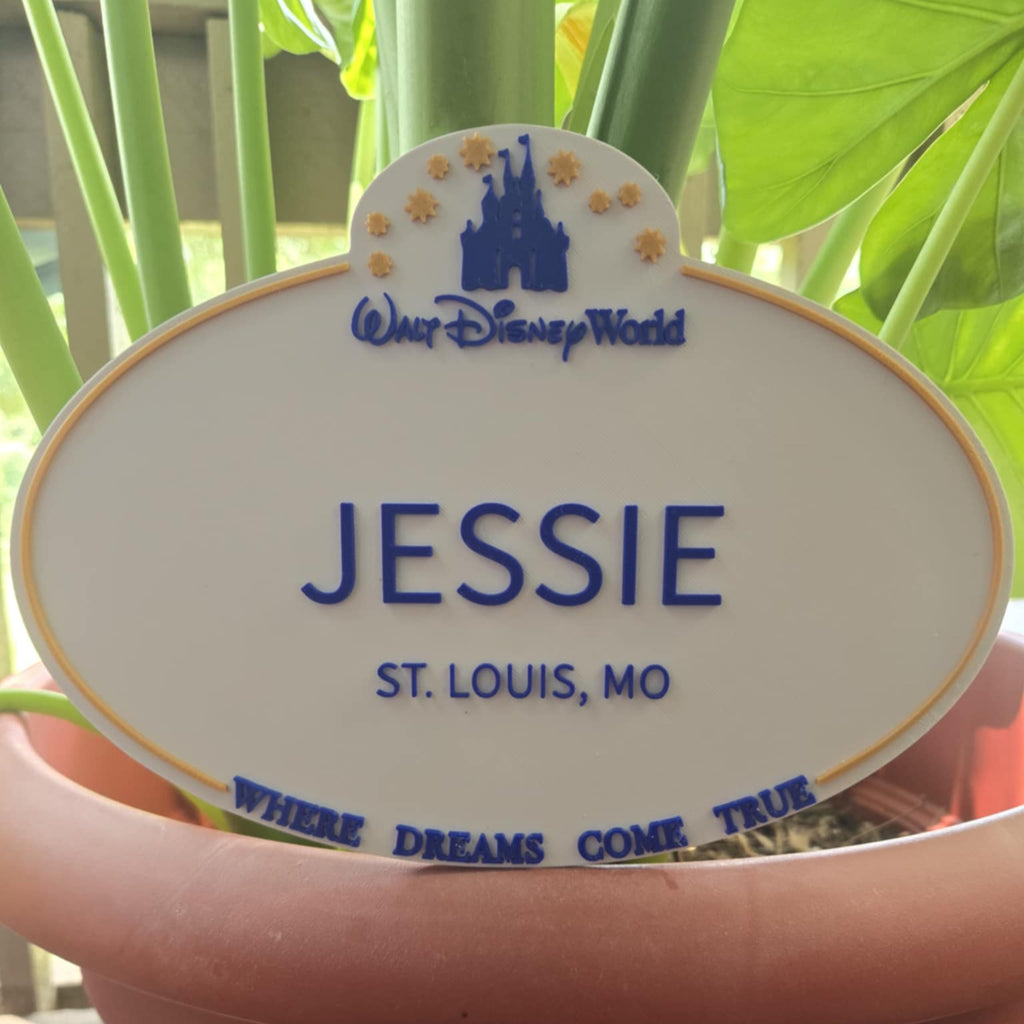 Walt Disney World
JESSIE
ST. LOUIS, MO
WHERE DREAMS COME TRUE